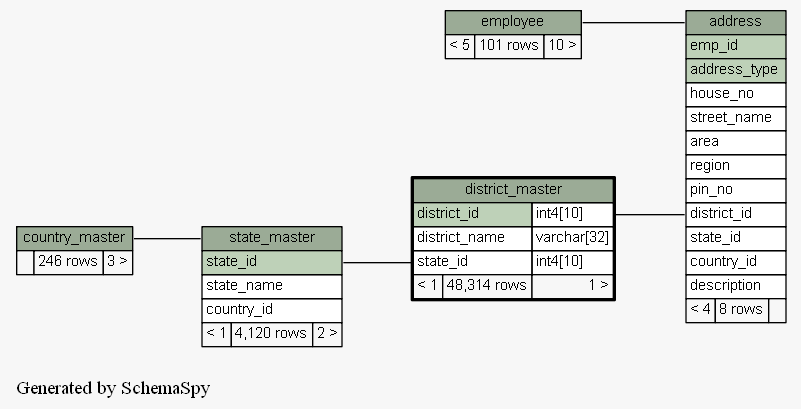 employee
< 5 101 rows 10 >
address
emp_id
address_type
house_no
street_name
area
region
pin_no
district_id
state_id
country_id
description
< 4 8 rows
district_master
district_id int4[10]
district_name varchar[32]
state_id int4[10]
< 1 48,314 rows 1 >
country_master
246 rows 3 >
state_master
state_id
state_name
country_id
< 1 4,120 rows 2 >
Generated by SchemaSpy